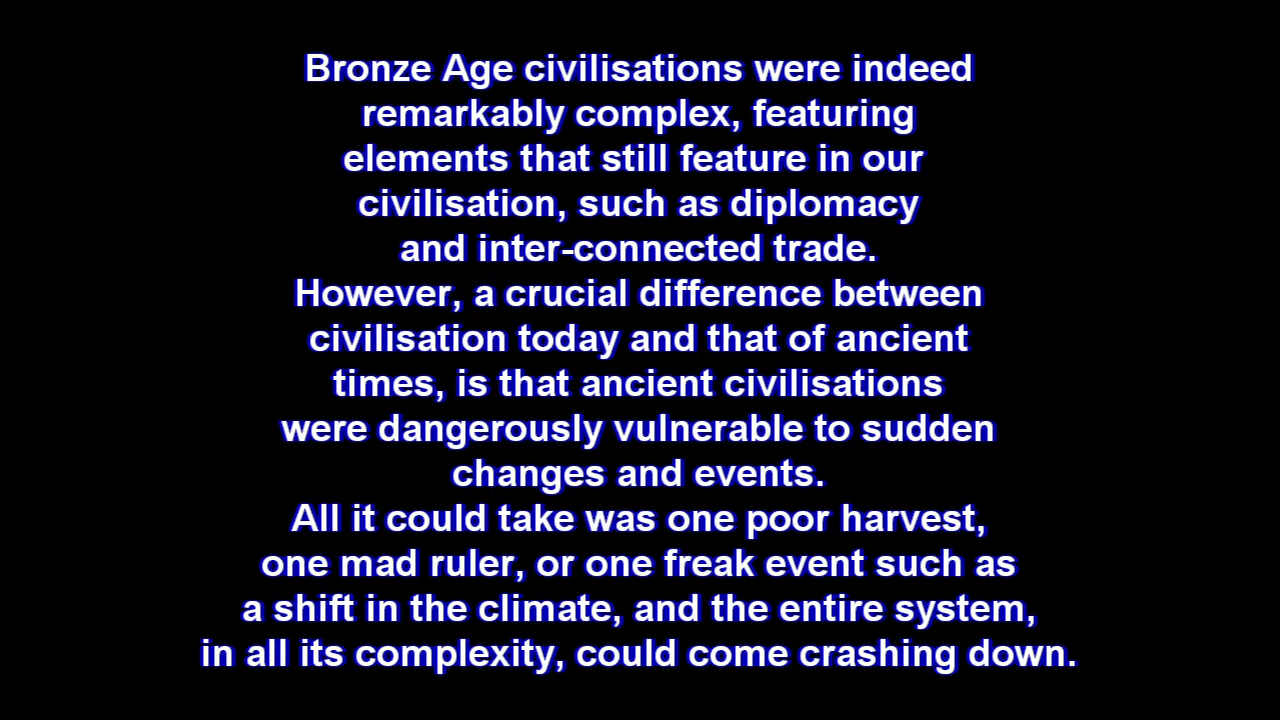 Bronze Age civilisations were indeed
remarkably complex, featuring
elements that still feature in our
civilisation, such as diplomacy
and inter-connected trade.
However, a crucial difference between
civilisation today and that of ancient
times, is that ancient civilisations
were dangerously vulnerable to sudden
changes and events.
All it could take was one poor harvest,
one mad ruler, or one freak event such as
a shift in the climate, and the entire system,
in all its complexity, could come crashing down.